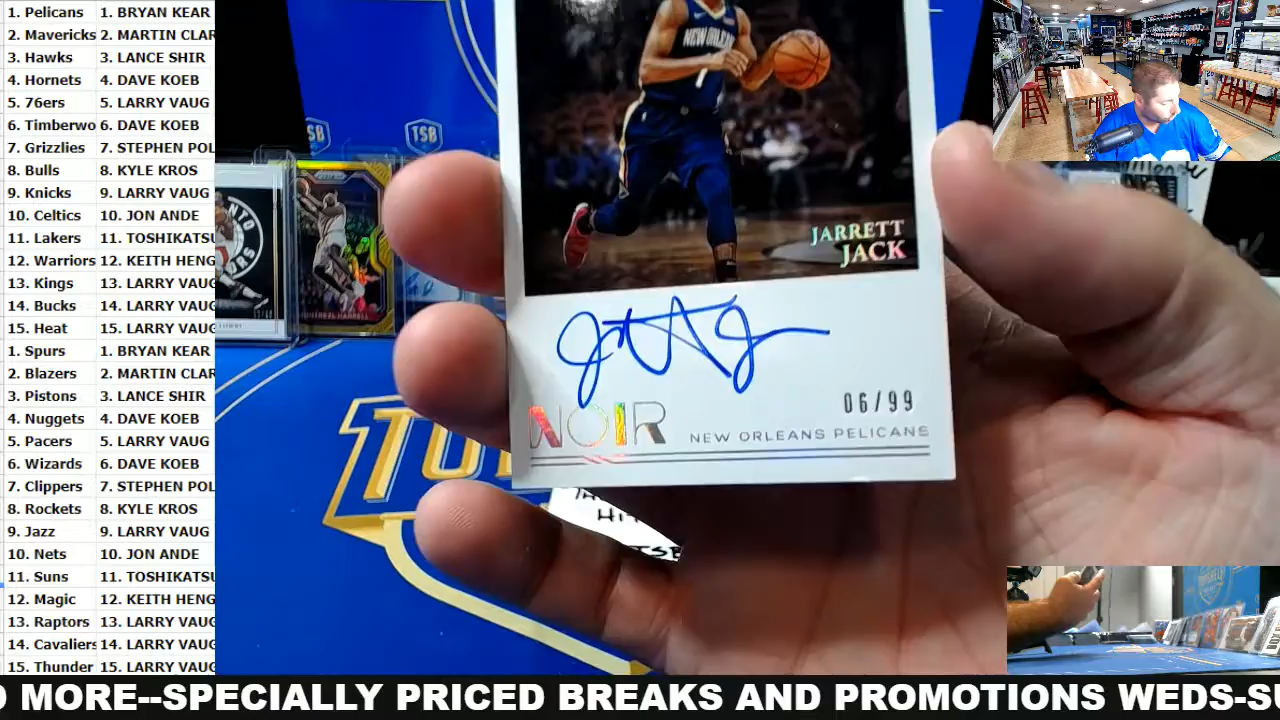 1. Pelicans 1. BRYAN KEAR
2. Mavericks 2. MARTIN CLAR
3. Hawks 3. LANCE SHIR
4. Hornets 4. DAVE KOEB
5. 76ers 5. LARRY VAUG
6. Timberwo 6. DAVE KOEB
7. Grizzlies 7. STEPHEN POL
8. Bulls 8. KYLE KROS
9. Knicks 9. LARRY VAUG
10. Celtics 10. JON ANDE
11. Lakers 11. TOSHIKATSU
12. Warriors 12. KEITH HENG
13. Kings 13. LARRY VAUG
14. Bucks 14. LARRY VAUG
15. Heat 15. LARRY VAUG
1. Spurs 1. BRYAN KEAR
2. Blazers 2. MARTIN CLAR
3. Pistons 3. LANCE SHIR
4. Nuggets 4. DAVE KOEB
5. Pacers 5. LARRY VAUG
6. Wizards 6. DAVE KOEB
7. Clippers 7. STEPHEN POL
8. Rockets 8. KYLE KROS
9. Jazz 9. LARRY VAUG
10. Nets 10. JON ANDE
11. Suns 11. TOSHIKATSU
12. Magic 12. KEITH HENG
13. Raptors 13. LARRY VAUG
14. Cavaliers 14. LARRY VAUG
15. Thunder 15. LARRY VAUG
TSB
NEW ORLEANS
1
JARRETT
JACK
06/99
NOIR
NEW ORLEANS PELICANS
MONTREZL HARRELL
MORE--SPECIALLY PRICED BREAKS AND PROMOTIONS WEDS-SU